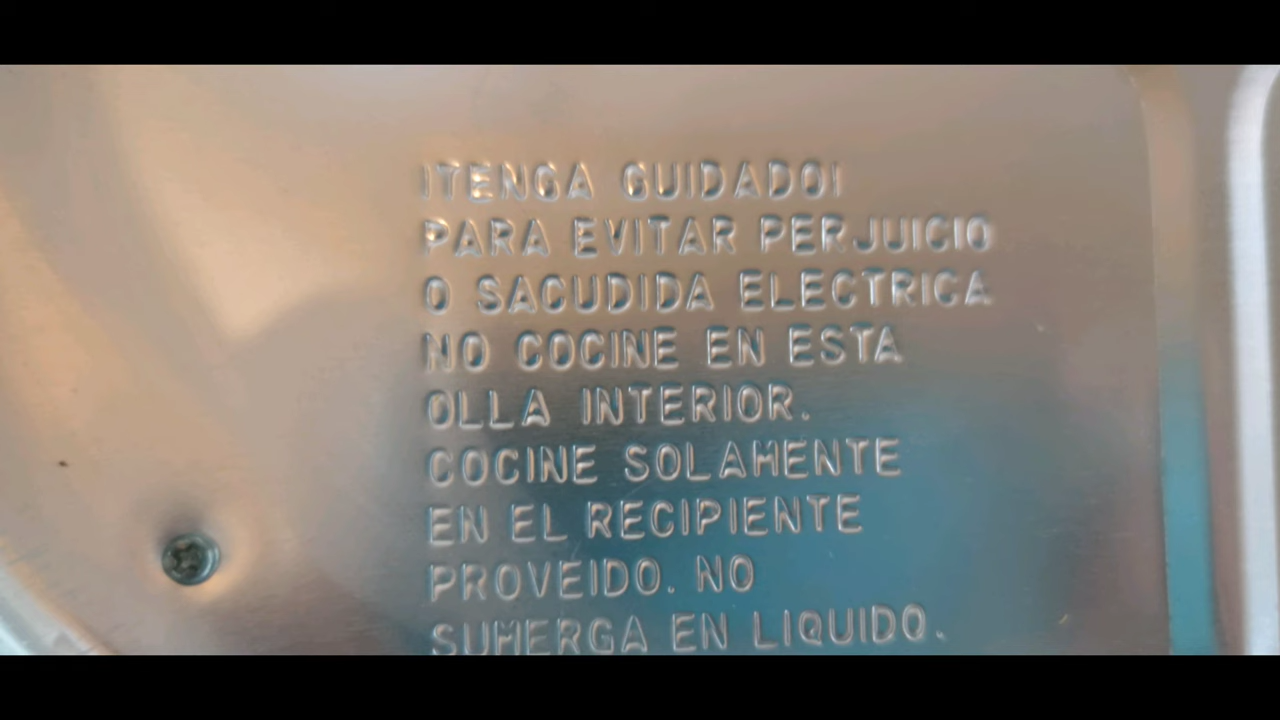 ¡TENGA GUIDADO!
PARA EVITAR PERJUICIO
O SACUDIDA ELECTRICA
NO COCINE EN ESTA
OLLA INTERIOR.
COCINE SOLAMENTE
EN EL RECIPIENTE
PROVEIDO. NO
SUMERGA EN LIQUIDO.